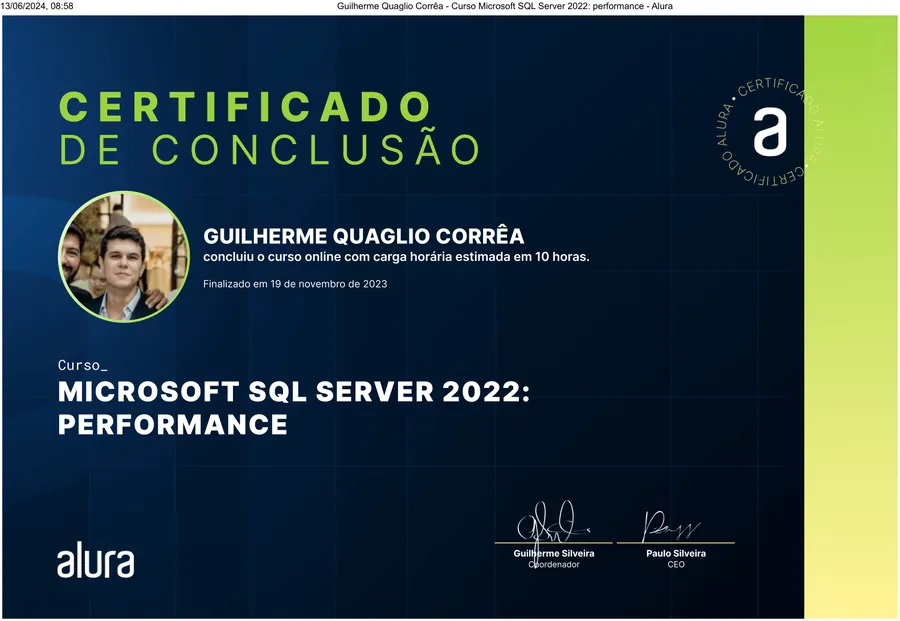 13/06/2024, 08:58
Guilherme Quaglio Corrêa - Curso Microsoft SQL Server 2022: performance - Alura
CERTIFICADO
DE CONCLUSÃO
a
• CERTIFICADO ALURA • CERTIFICADO ALURA
GUILHERME QUAGLIO CORRÊA
concluiu o curso online com carga horária estimada em 10 horas.
Finalizado em 19 de novembro de 2023
Curso_
MICROSOFT SQL SERVER 2022:
PERFORMANCE
alura
Guilherme Silveira
Coordenador
Paulo Silveira
CEO